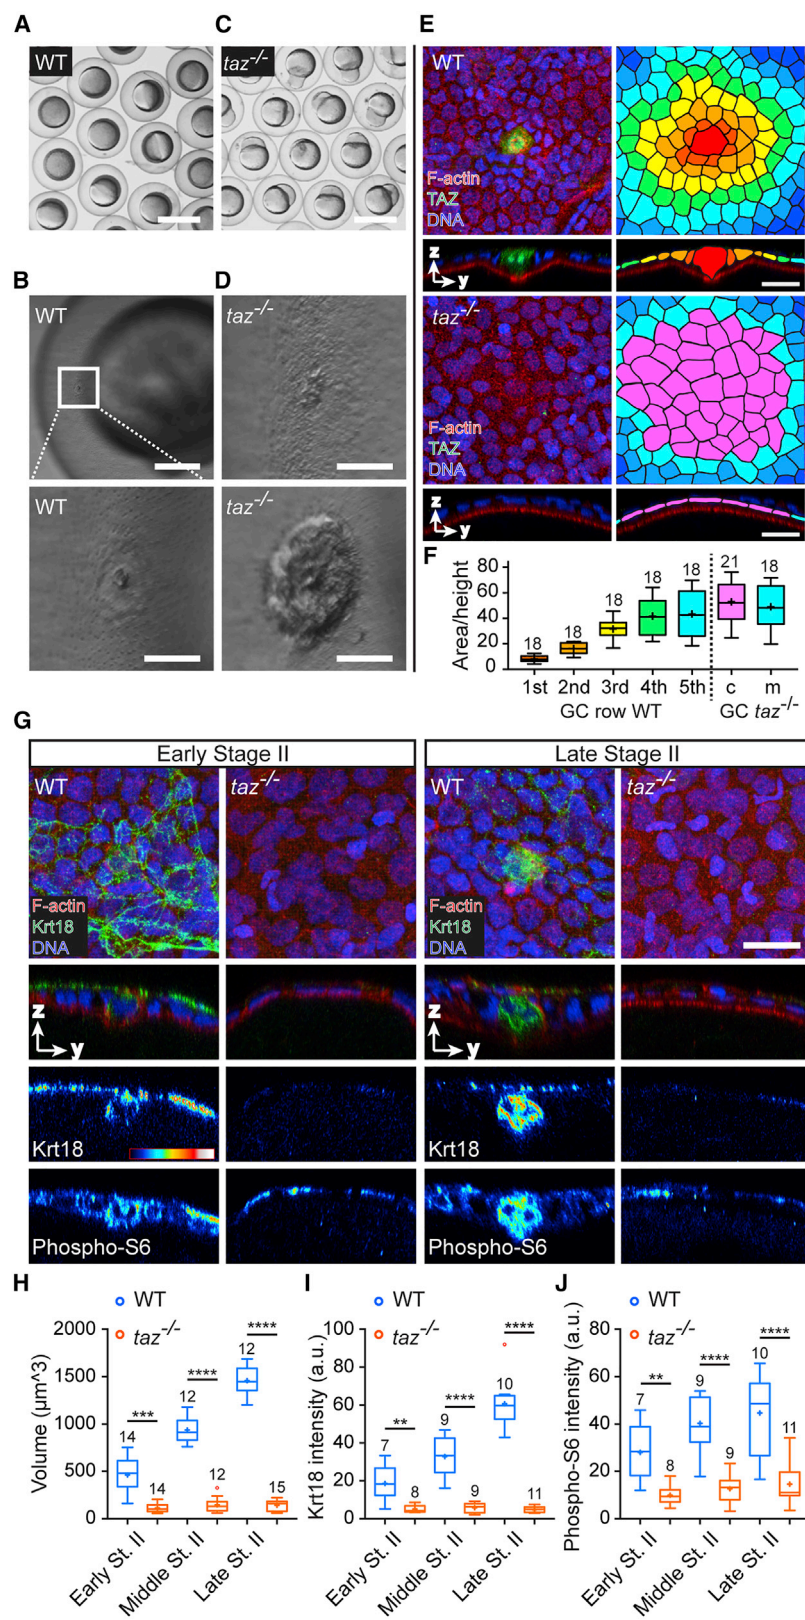 A
C
WT
taz-/-
B
D
WT
taz-/-
WT
taz-/-
E
WT
F-actin
TAZ
DNA
z
y
taz-/-
F-actin
TAZ
DNA
z
y
F
Area/height
80
60
40
20
0
18
18
18
18
18
21
18
1st
2nd
3rd
4th
5th
c
m
GC row WT
GC taz-/-
G
Early Stage II
Late Stage II
WT
taz-/-
WT
taz-/-
F-actin
Krt18
DNA
F-actin
Krt18
DNA
z
y
z
y
Krt18
Krt18
Phospho-S6
Phospho-S6
H
WT
taz-/-
Volume (µm^3)
2000
1500
1000
500
0
14
***
14
12
****
12
12
****
15
Early St. II
Middle St. II
Late St. II
I
WT
taz-/-
Krt18 intensity (a.u.)
100
80
60
40
20
0
7
**
8
9
****
9
10
****
11
Early St. II
Middle St. II
Late St. II
J
WT
taz-/-
Phospho-S6 intensity (a.u.)
80
60
40
20
0
7
**
8
9
****
9
10
****
11
Early St. II
Middle St. II
Late St. II